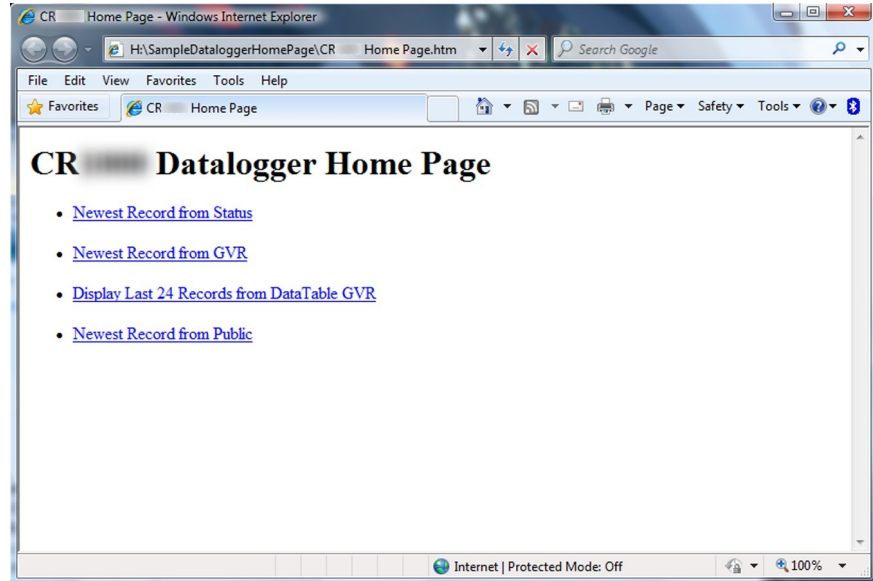 CR Home Page - Windows Internet Explorer
H:\SampleDataloggerHomePage\CR Home Page.htm
Search Google
File Edit View Favorites Tools Help
Favorites
CR Home Page
Page Safety Tools
CR Datalogger Home Page
Newest Record from Status
Newest Record from GVR
Display Last 24 Records from DataTable GVR
Newest Record from Public
Internet | Protected Mode: Off
100%